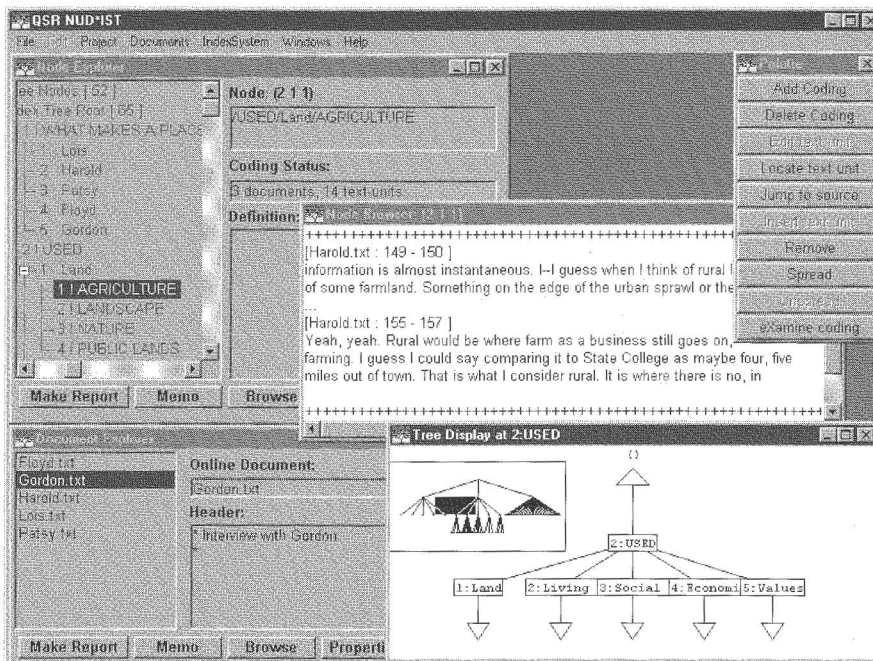 QSR NUD*IST
File Edit Project Documents IndexSystem Windows Help
Node Explorer
ee Nodes [ 62 ]
dex Tree Root [ 65 ]
1 I WHAT MAKES A PLACE
1 Lois
2 Harold
3 Patsy
4 Floyd
5 Gordon
2 I USED
1 Land
1 I AGRICULTURE
2 I LANDSCAPE
3 I NATURE
4 I PUBLIC LANDS
Node: (2 1 1)
/USED/Land/AGRICULTURE
Coding Status:
3 documents, 14 text-units
Definition:
Make Report Memo Browse
Palette
Add Coding
Delete Coding
Edit text unit
Locate text unit
Jump to source
Insert text unit
Remove
Spread
Unspread
eXamine coding
Node Browser (2 1 1)
+++++++++++++++++++++++++++++++++++++++++++++
[Harold.txt : 149 - 150 ]
information is almost instantaneous. I--I guess when I think of rural I
of some farmland. Something on the edge of the urban sprawl or the
...
[Harold.txt : 155 - 157 ]
Yeah, yeah. Rural would be where farm as a business still goes on,
farming. I guess I could say comparing it to State College as maybe four, five
miles out of town. That is what I consider rural. It is where there is no, in
+++++++++++++++++++++++++++++++++++++++++++++
Document Explorer
Floyd.txt
Gordon.txt
Harold.txt
Lois.txt
Patsy.txt
Online Document:
Gordon.txt
Header:
* Interview with Gordon
*
Make Report Memo Browse Properti
Tree Display at 2:USED
()
2:USED
1:Land 2:Living 3:Social 4:Economi 5:Values